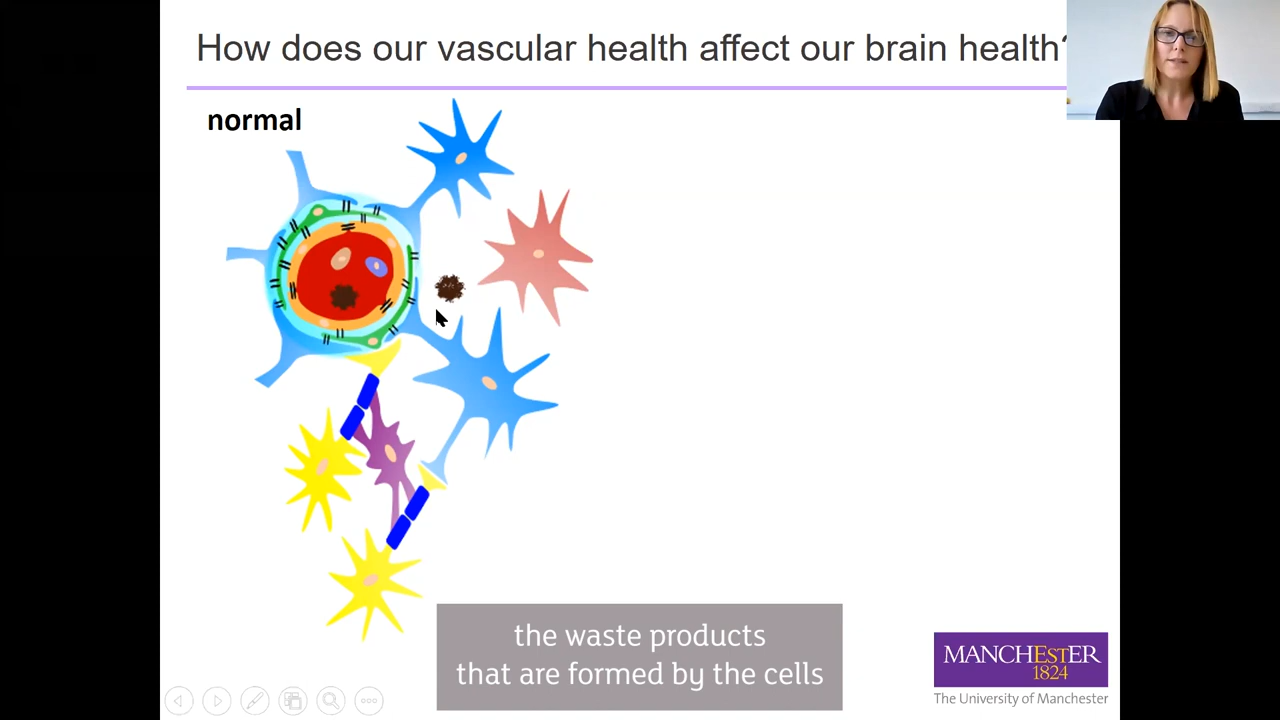 How does our vascular health affect our brain health?
normal
the waste products
that are formed by the cells
MANCHESTER
1824
The University of Manchester